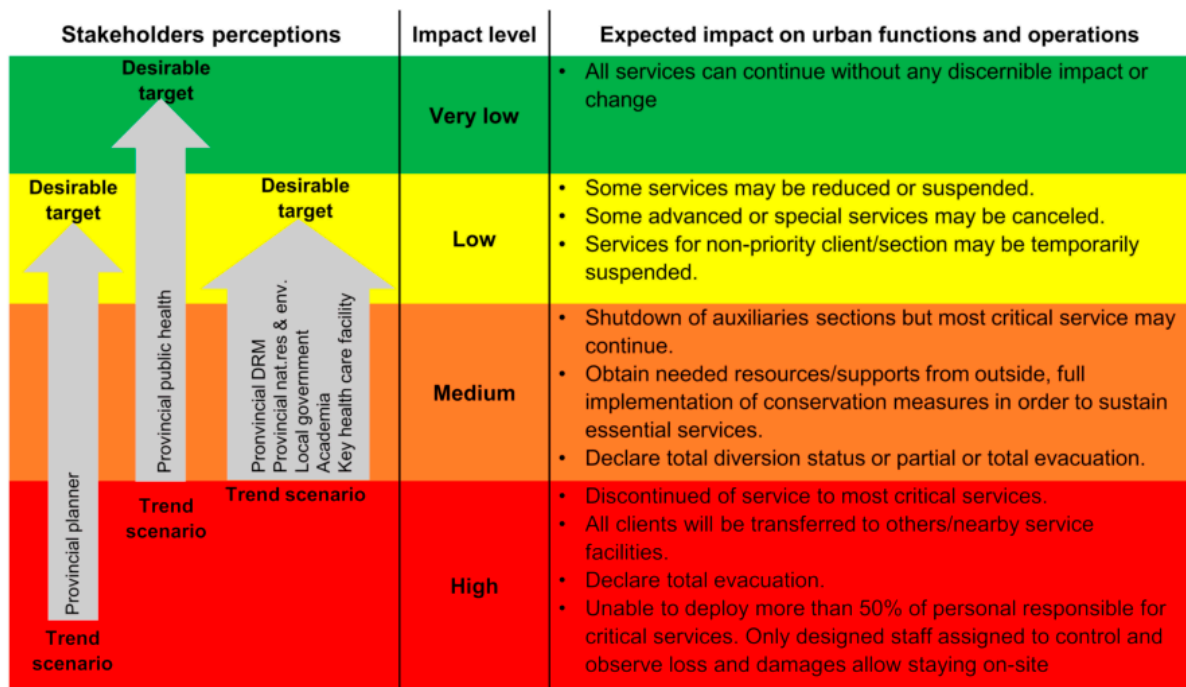 Stakeholders perceptions
Impact level
Expected impact on urban functions and operations
Desirable
target
Very low
• All services can continue without any discernible impact or
change
Desirable
target
Desirable
target
Low
• Some services may be reduced or suspended.
• Some advanced or special services may be canceled.
• Services for non-priority client/section may be temporarily
suspended.
Provincial planner
Provincial public health
Pronvincial DRM
Provincial nat.res & env.
Local government
Academia
Key health care facility
Medium
• Shutdown of auxiliaries sections but most critical service may
continue.
• Obtain needed resources/supports from outside, full
implementation of conservation measures in order to sustain
essential services.
• Declare total diversion status or partial or total evacuation.
Trend
scenario
Trend scenario
Trend
scenario
High
• Discontinued of service to most critical services.
• All clients will be transferred to others/nearby service
facilities.
• Declare total evacuation.
• Unable to deploy more than 50% of personal responsible for
critical services. Only designed staff assigned to control and
observe loss and damages allow staying on-site